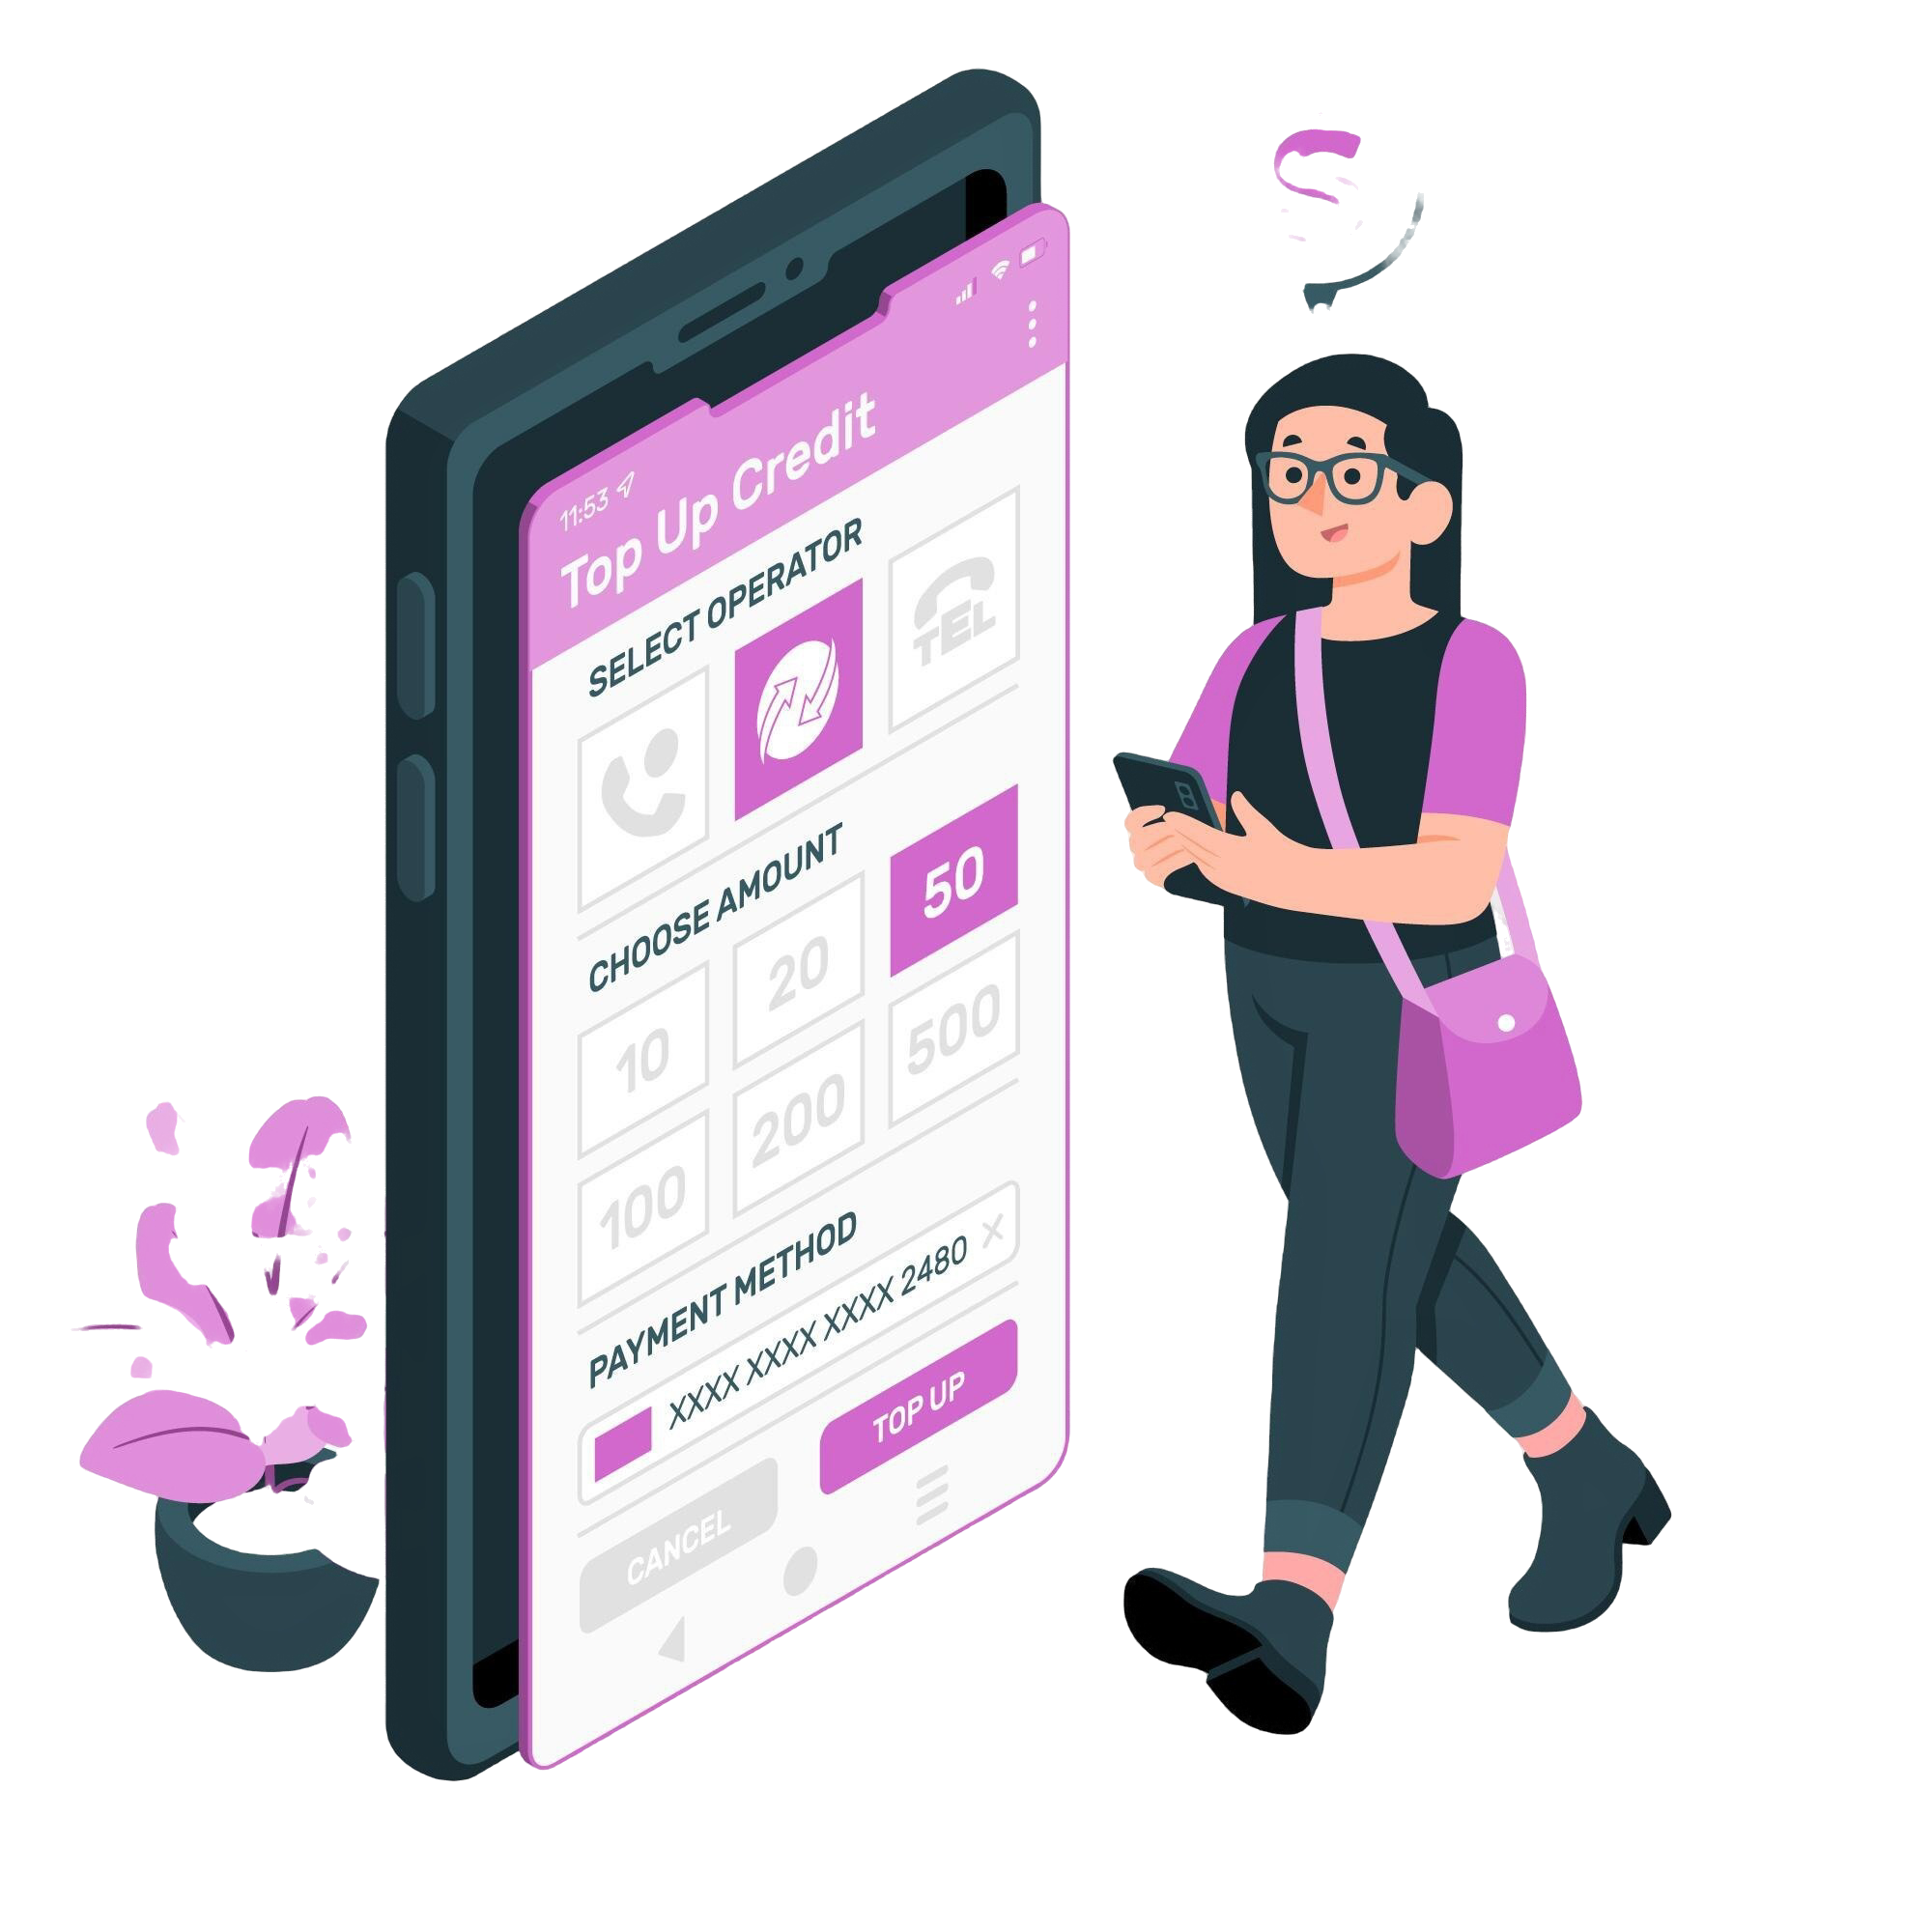 11:53
Top Up Credit
SELECT OPERATOR
TEL
CHOOSE AMOUNT
10 20 50
100 200 500
PAYMENT METHOD
XXXX XXXX XXXX 2480 ×
CANCEL TOP UP